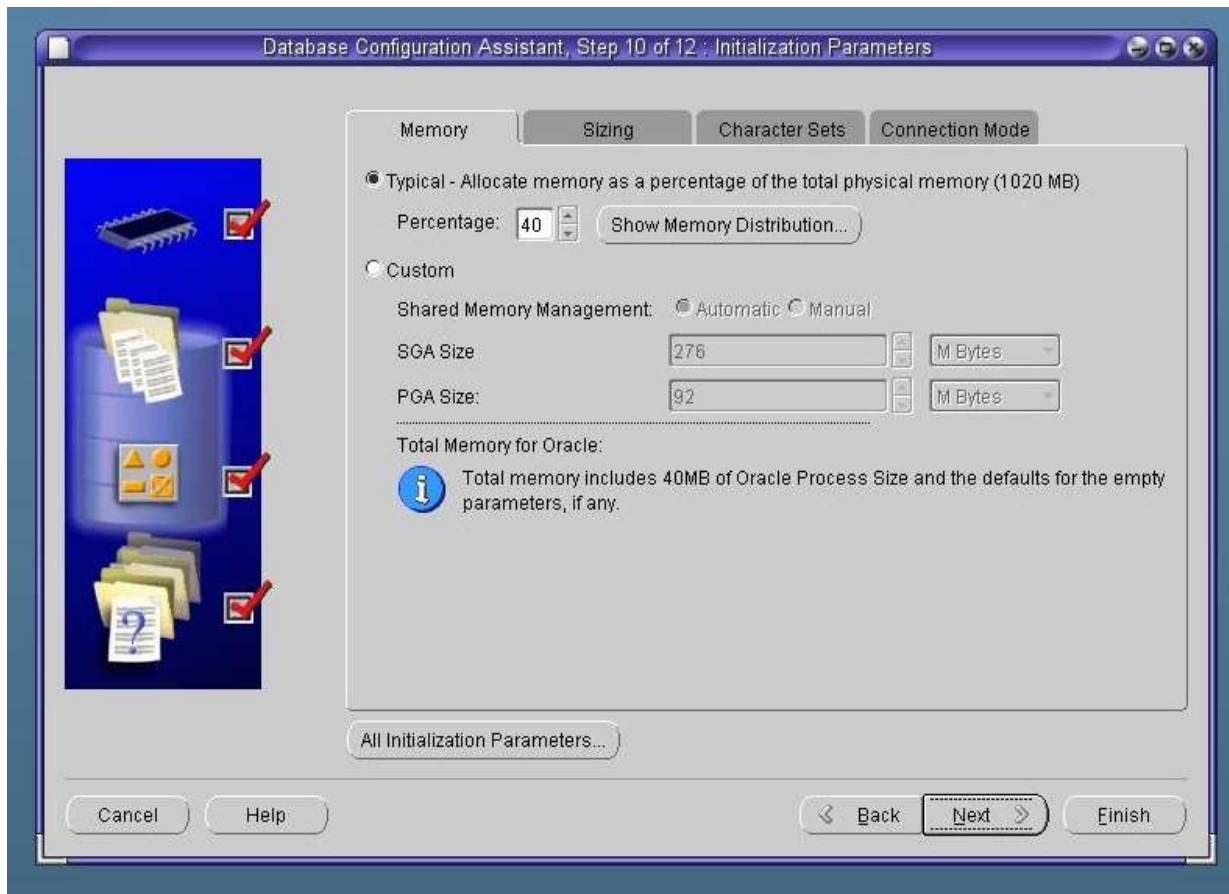 Database Configuration Assistant, Step 10 of 12 : Initialization Parameters
Memory
Sizing
Character Sets
Connection Mode
Typical - Allocate memory as a percentage of the total physical memory (1020 MB)
Percentage: 40 Show Memory Distribution...
Custom
Shared Memory Management: Automatic Manual
SGA Size 276 M Bytes
PGA Size: 92 M Bytes
Total Memory for Oracle:
Total memory includes 40MB of Oracle Process Size and the defaults for the empty
parameters, if any.
?
All Initialization Parameters...
Cancel Help Back Next Finish